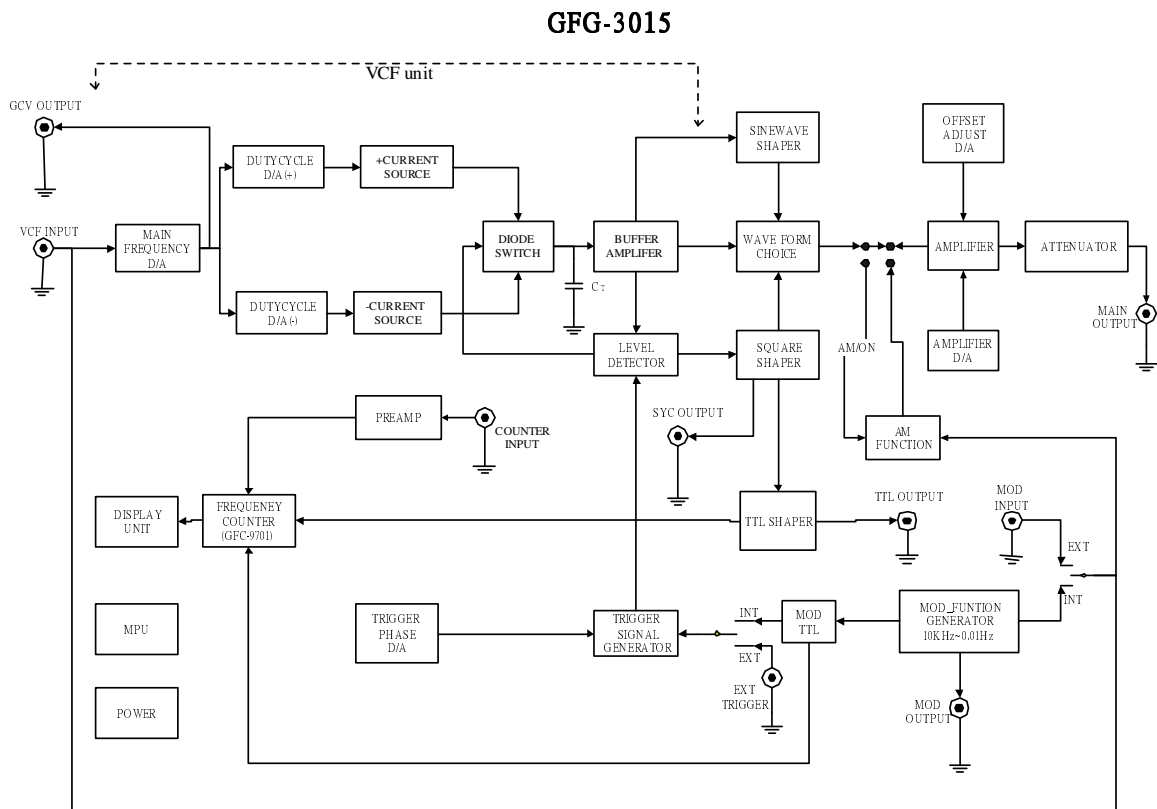 GFG-3015
VCF unit
GCV OUTPUT
SINEWAVE
SHAPER
OFFSET
ADJUST
D/A
DUTYCYCLE
D/A(+)
+CURRENT
SOURCE
VCF INPUT
MAIN
FREQUENCY
D/A
DIODE
SWITCH
BUFFER
AMPLIFER
WAVE FORM
CHOICE
AMPLIFIER
ATTENUATOR
CT
DUTYCYCLE
D/A(-)
-CURRENT
SOURCE
MAIN
OUTPUT
LEVEL
DETECTOR
SQUARE
SHAPER
AM/ON
AMPLIFIER
D/A
PREAMP
COUNTER
INPUT
SYC OUTPUT
AM
FUNCTION
DISPLAY
UNIT
FREQUENEY
COUNTER
(GFC-9701)
TTL SHAPER
TTL OUTPUT
MOD
INPUT
EXT
INT
MPU
TRIGGER
PHASE
D/A
TRIGGER
SIGNAL
GENERATOR
INT
EXT
MOD
TTL
MOD_FUNTION
GENERATOR
10KHz~0.01Hz
EXT
TRIGGER
MOD
OUTPUT
POWER